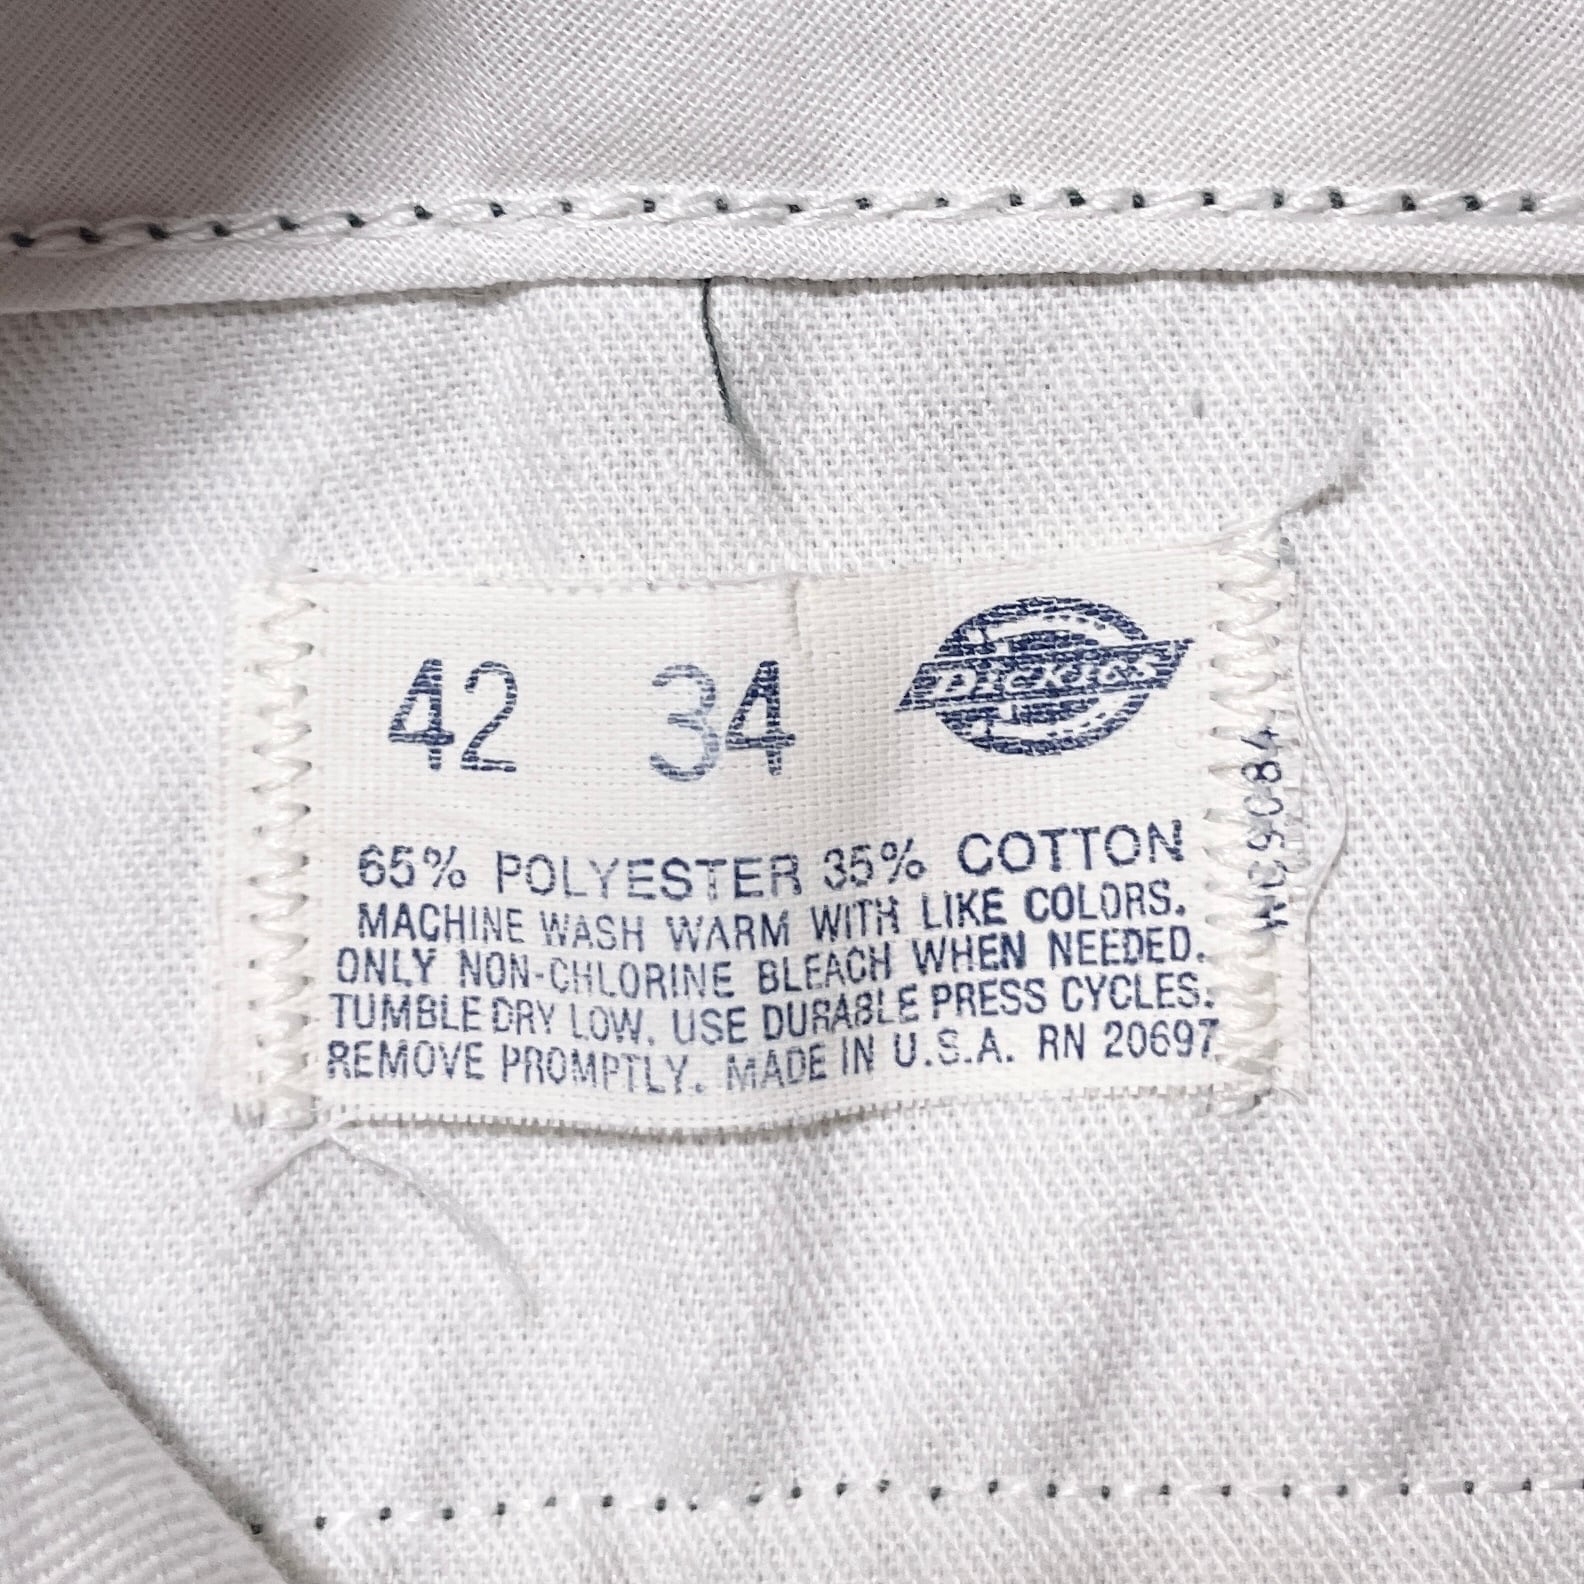 42 34
DICKIES
65% POLYESTER 35% COTTON
MACHINE WASH WARM WITH LIKE COLORS.
ONLY NON-CHLORINE BLEACH WHEN NEEDED.
TUMBLE DRY LOW. USE DURABLE PRESS CYCLES.
REMOVE PROMPTLY. MADE IN U.S.A. RN 20697